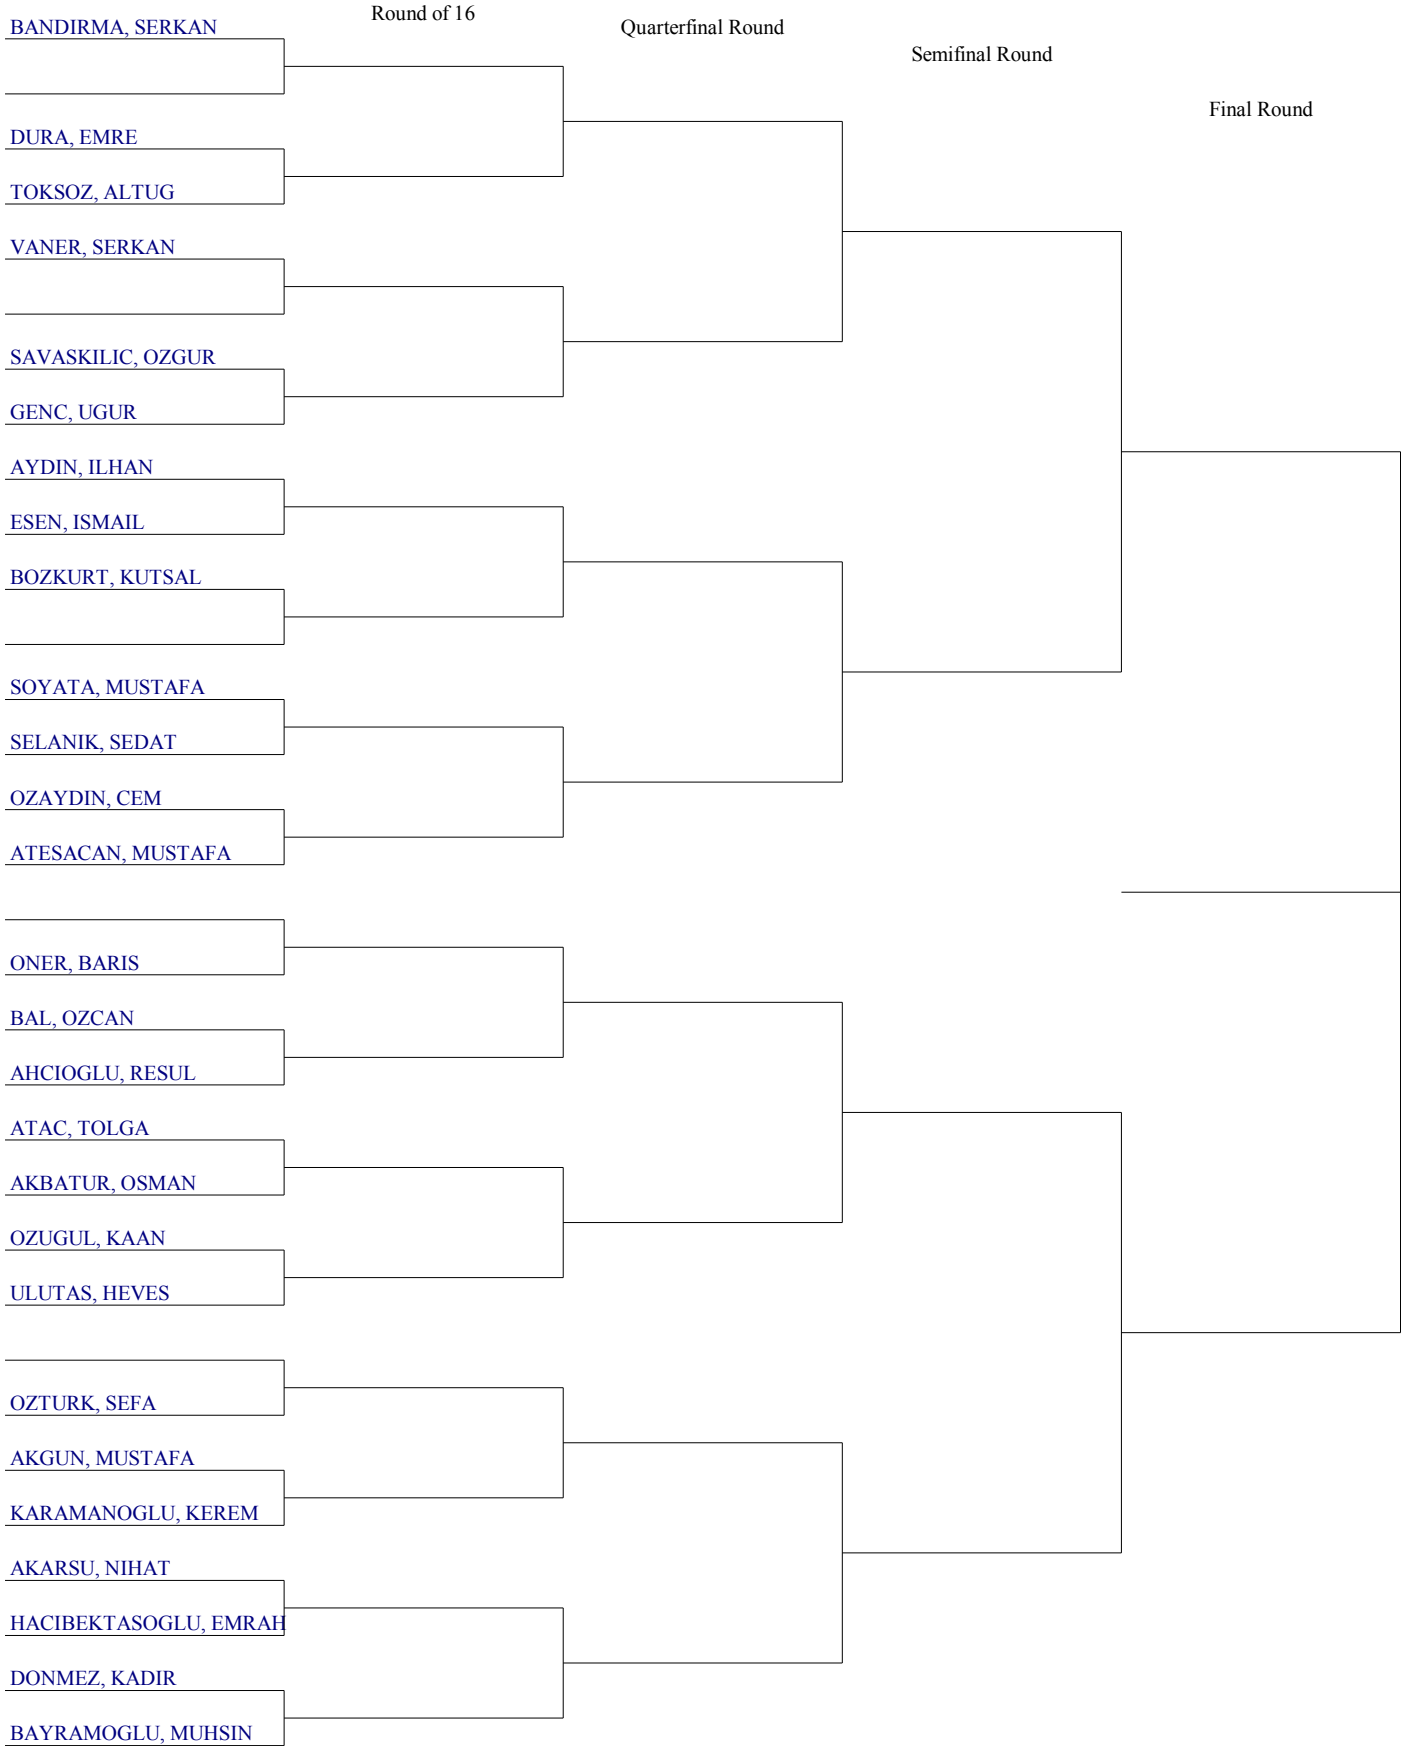 BANDIRMA, SERKAN
Round of 16
Quarterfinal Round
Semifinal Round
Final Round
DURA, EMRE
TOKSOZ, ALTUG
VANER, SERKAN
SAVASKILIC, OZGUR
GENC, UGUR
AYDIN, ILHAN
ESEN, ISMAIL
BOZKURT, KUTSAL
SOYATA, MUSTAFA
SELANIK, SEDAT
OZAYDIN, CEM
ATESACAN, MUSTAFA
ONER, BARIS
BAL, OZCAN
AHCIOGLU, RESUL
ATAC, TOLGA
AKBATUR, OSMAN
OZUGUL, KAAN
ULUTAS, HEVES
OZTURK, SEFA
AKGUN, MUSTAFA
KARAMANOGLU, KEREM
AKARSU, NIHAT
HACIBEKTASOGLU, EMRAH
DONMEZ, KADIR
BAYRAMOGLU, MUHSIN